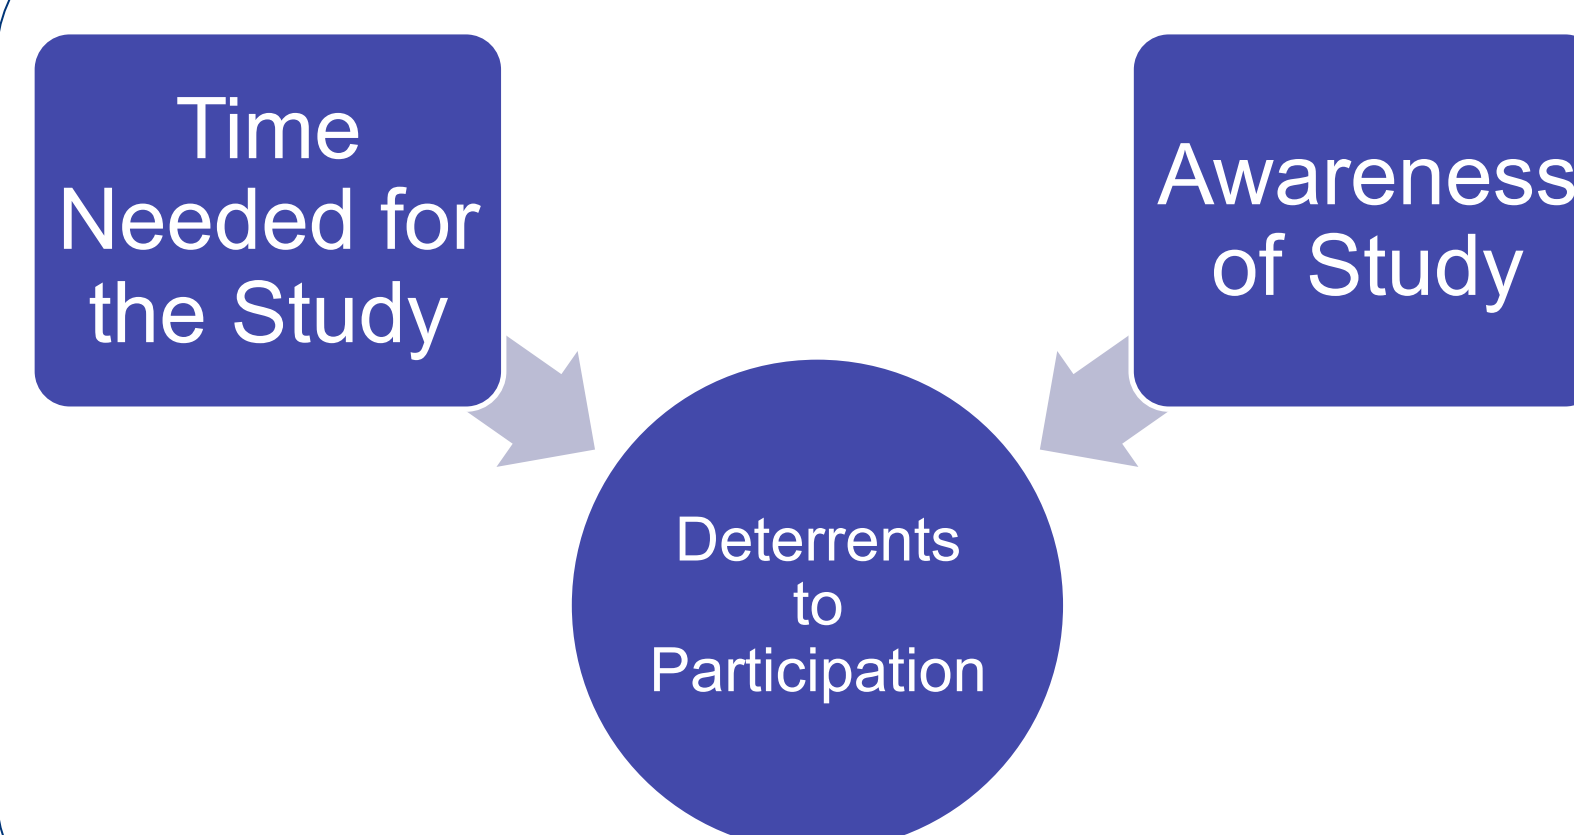 Time
Needed for
the Study
Awareness
of Study
Deterrents
to
Participation